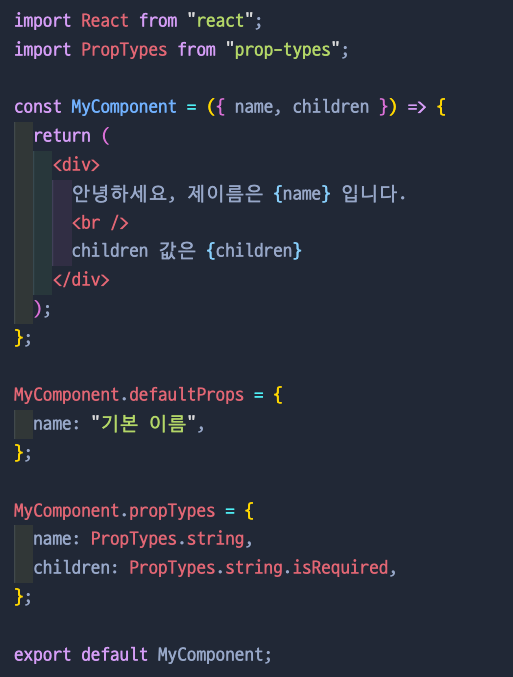 import React from "react";
import PropTypes from "prop-types";
const MyComponent = ({ name, children }) => {
return (
<div>
안녕하세요, 제이름은 {name} 입니다.
<br />
children 값은 {children}
</div>
);
};
MyComponent.defaultProps = {
name: "기본 이름",
};
MyComponent.propTypes = {
name: PropTypes.string,
children: PropTypes.string.isRequired,
};
export default MyComponent;